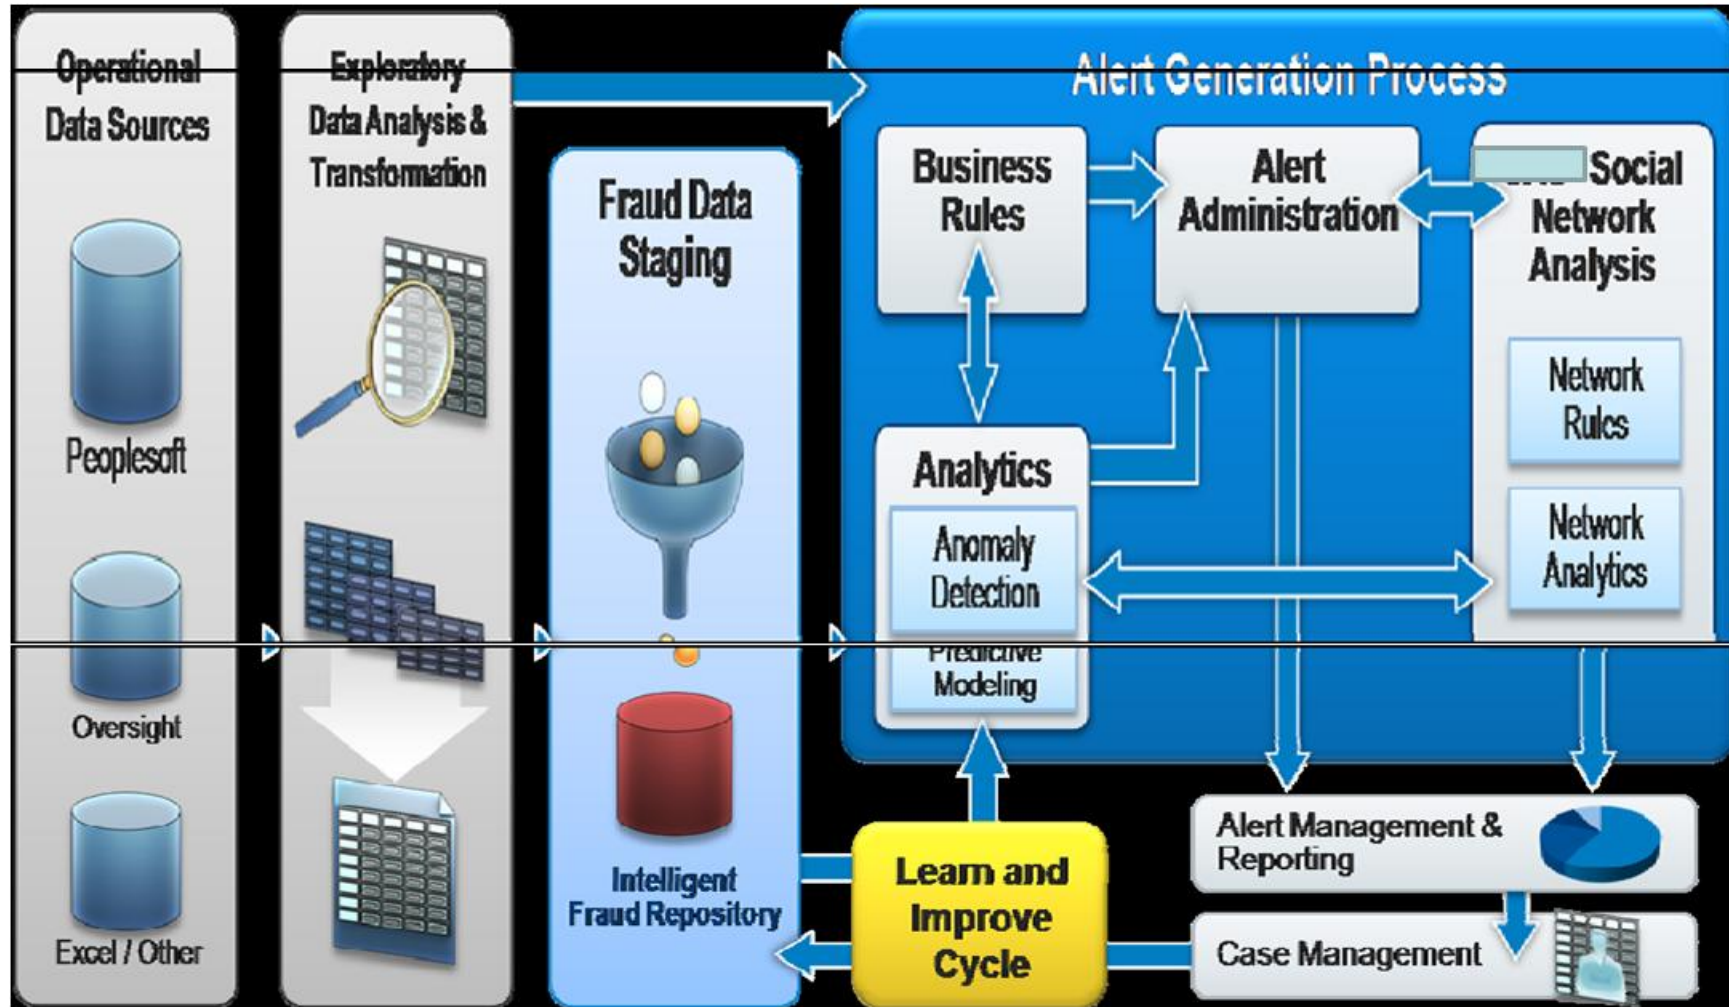 Operational
Data Sources
Peoplesoft
Oversight
Excel / Other
Exploratory
Data Analysis &
Transformation
Fraud Data
Staging
Intelligent
Fraud Repository
Alert Generation Process
Business
Rules
Alert
Administration
Social
Network
Analysis
Network
Rules
Network
Analytics
Analytics
Anomaly
Detection
Predictive
Modeling
Learn and
Improve
Cycle
Alert Management &
Reporting
Case Management